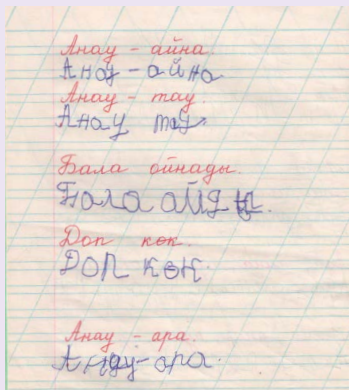 Анау - айна.
Анау - айна
Анау - тау.
Анау тау.
Бала ойнады.
Бала айды.
Доп көк.
Доп көк.
Анау - ара.
Анау - ара.